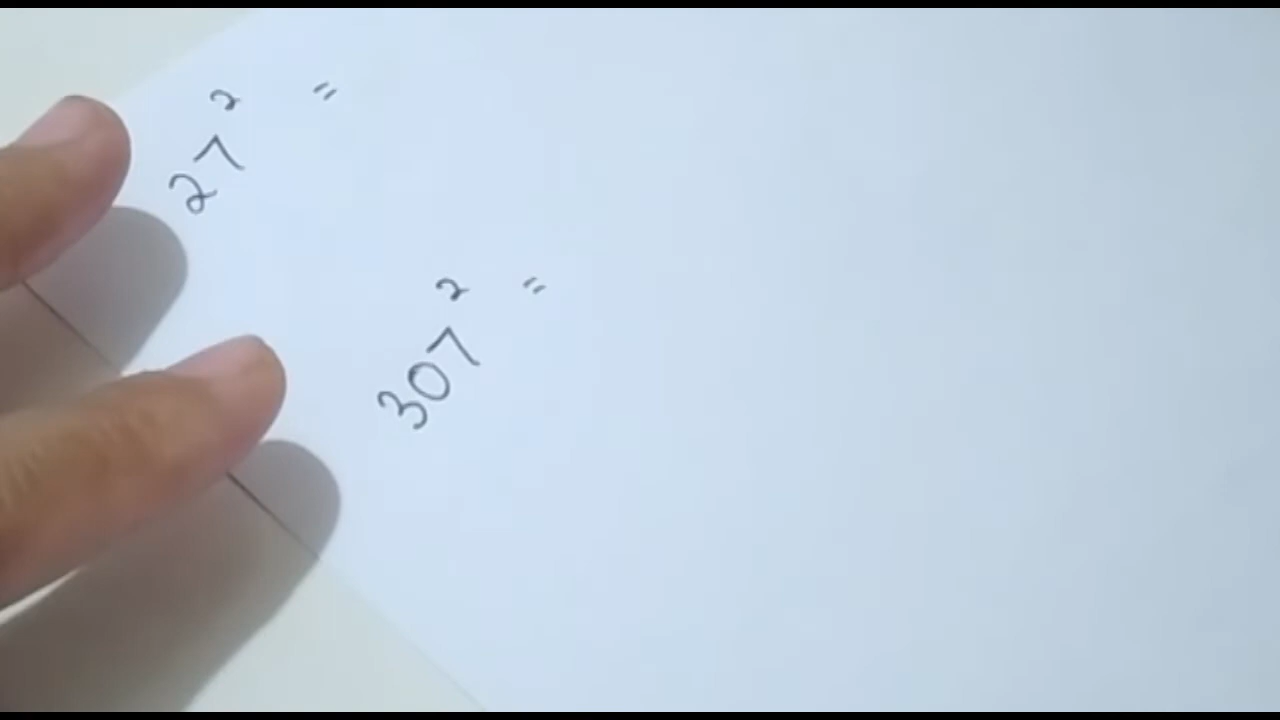 27² =
307² =